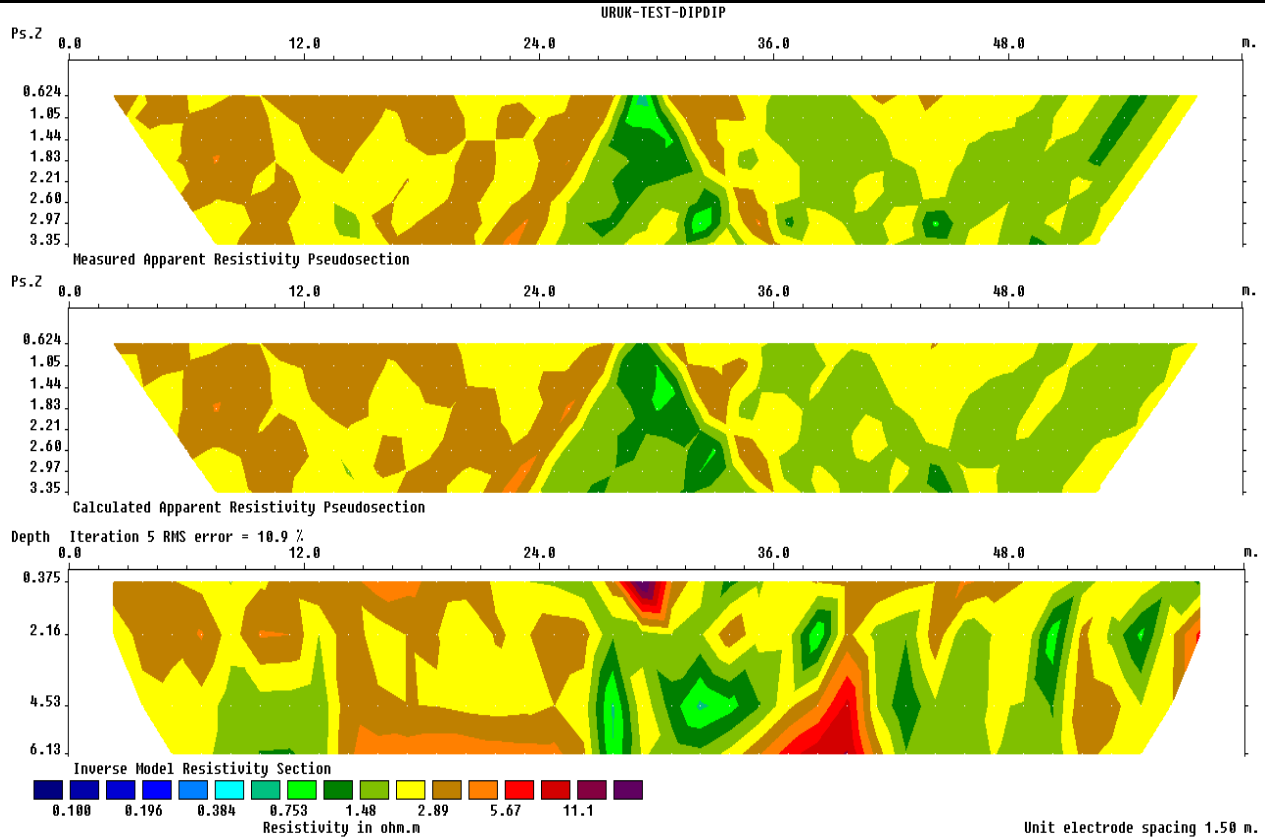 URUK-TEST-DIPDIP
Ps.Z 0.0 12.0 24.0 36.0 48.0 m.
0.624
1.05
1.44
1.83
2.21
2.60
2.97
3.35
Measured Apparent Resistivity Pseudosection
Ps.Z 0.0 12.0 24.0 36.0 48.0 m.
0.624
1.05
1.44
1.83
2.21
2.60
2.97
3.35
Calculated Apparent Resistivity Pseudosection
Depth Iteration 5 RMS error = 10.9 %
0.0 12.0 24.0 36.0 48.0 m.
0.375
2.16
4.53
6.13
Inverse Model Resistivity Section
0.100 0.196 0.384 0.753 1.48 2.89 5.67 11.1
Resistivity in ohm.m Unit electrode spacing 1.50 m.